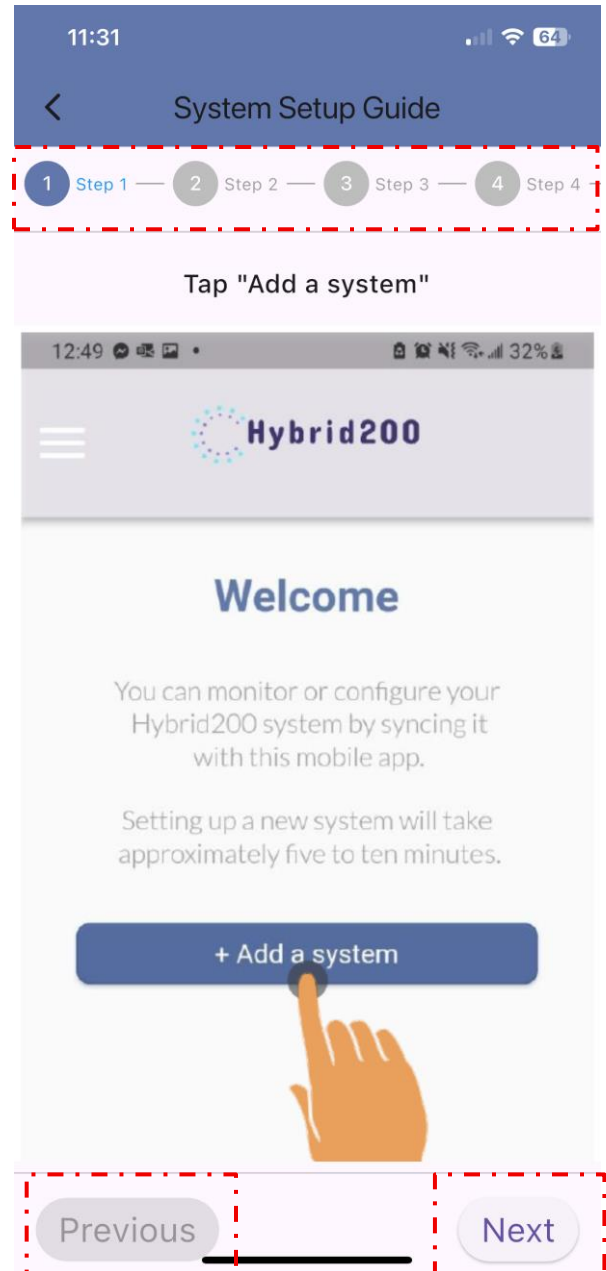 11:31 64
System Setup Guide
1 Step 1 2 Step 2 3 Step 3 4 Step 4
Tap "Add a system"
12:49 32%
Hybrid200
Welcome
You can monitor or configure your
Hybrid200 system by syncing it
with this mobile app.
Setting up a new system will take
approximately five to ten minutes.
+ Add a system
Previous Next